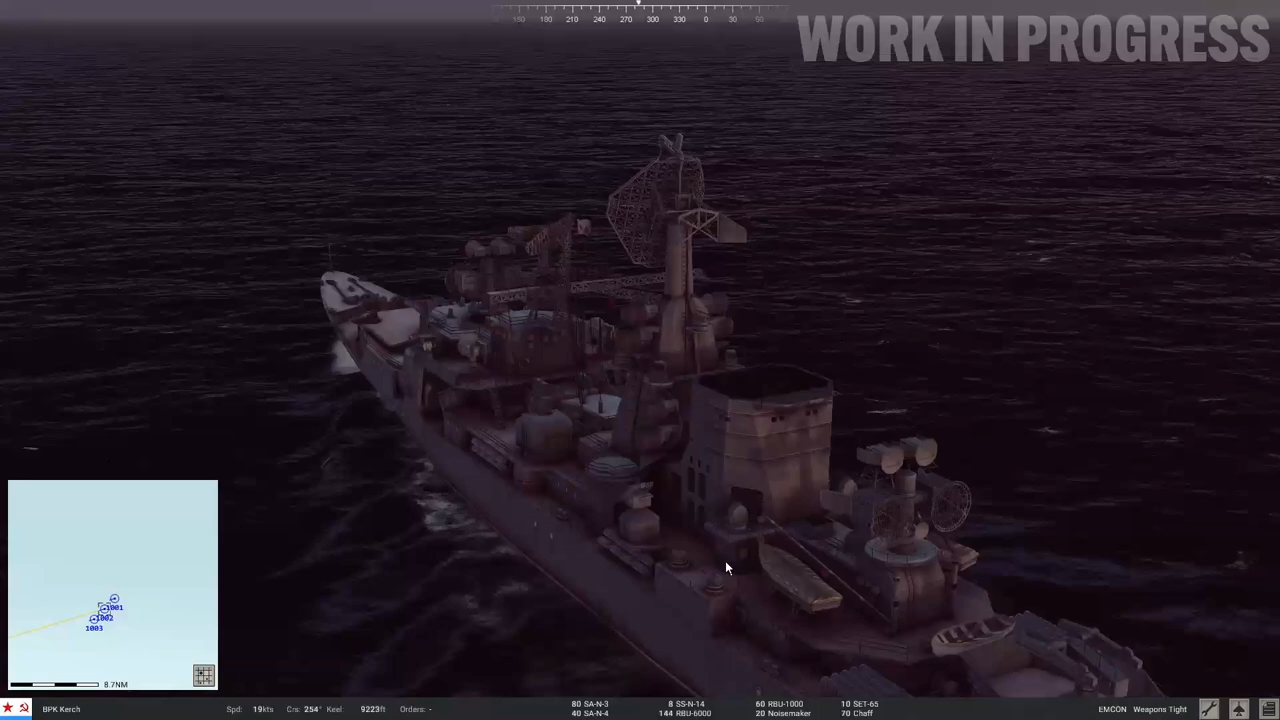 150 180 210 240 270 300 330 0 30 50
WORK IN PROGRESS
1001
1002
1003
8.7NM
BPK Kerch Spd: 19kts Crs: 254° Keel: 9223ft Orders: - 80 SA-N-3 8 SS-N-14 60 RBU-1000 10 SET-65 EMCON Weapons Tight
40 SA-N-4 144 RBU-6000 20 Noisemaker 70 Chaff